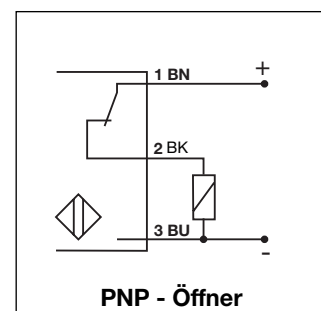 1 BN
+
2 BK
3 BU
-
PNP - Öffner